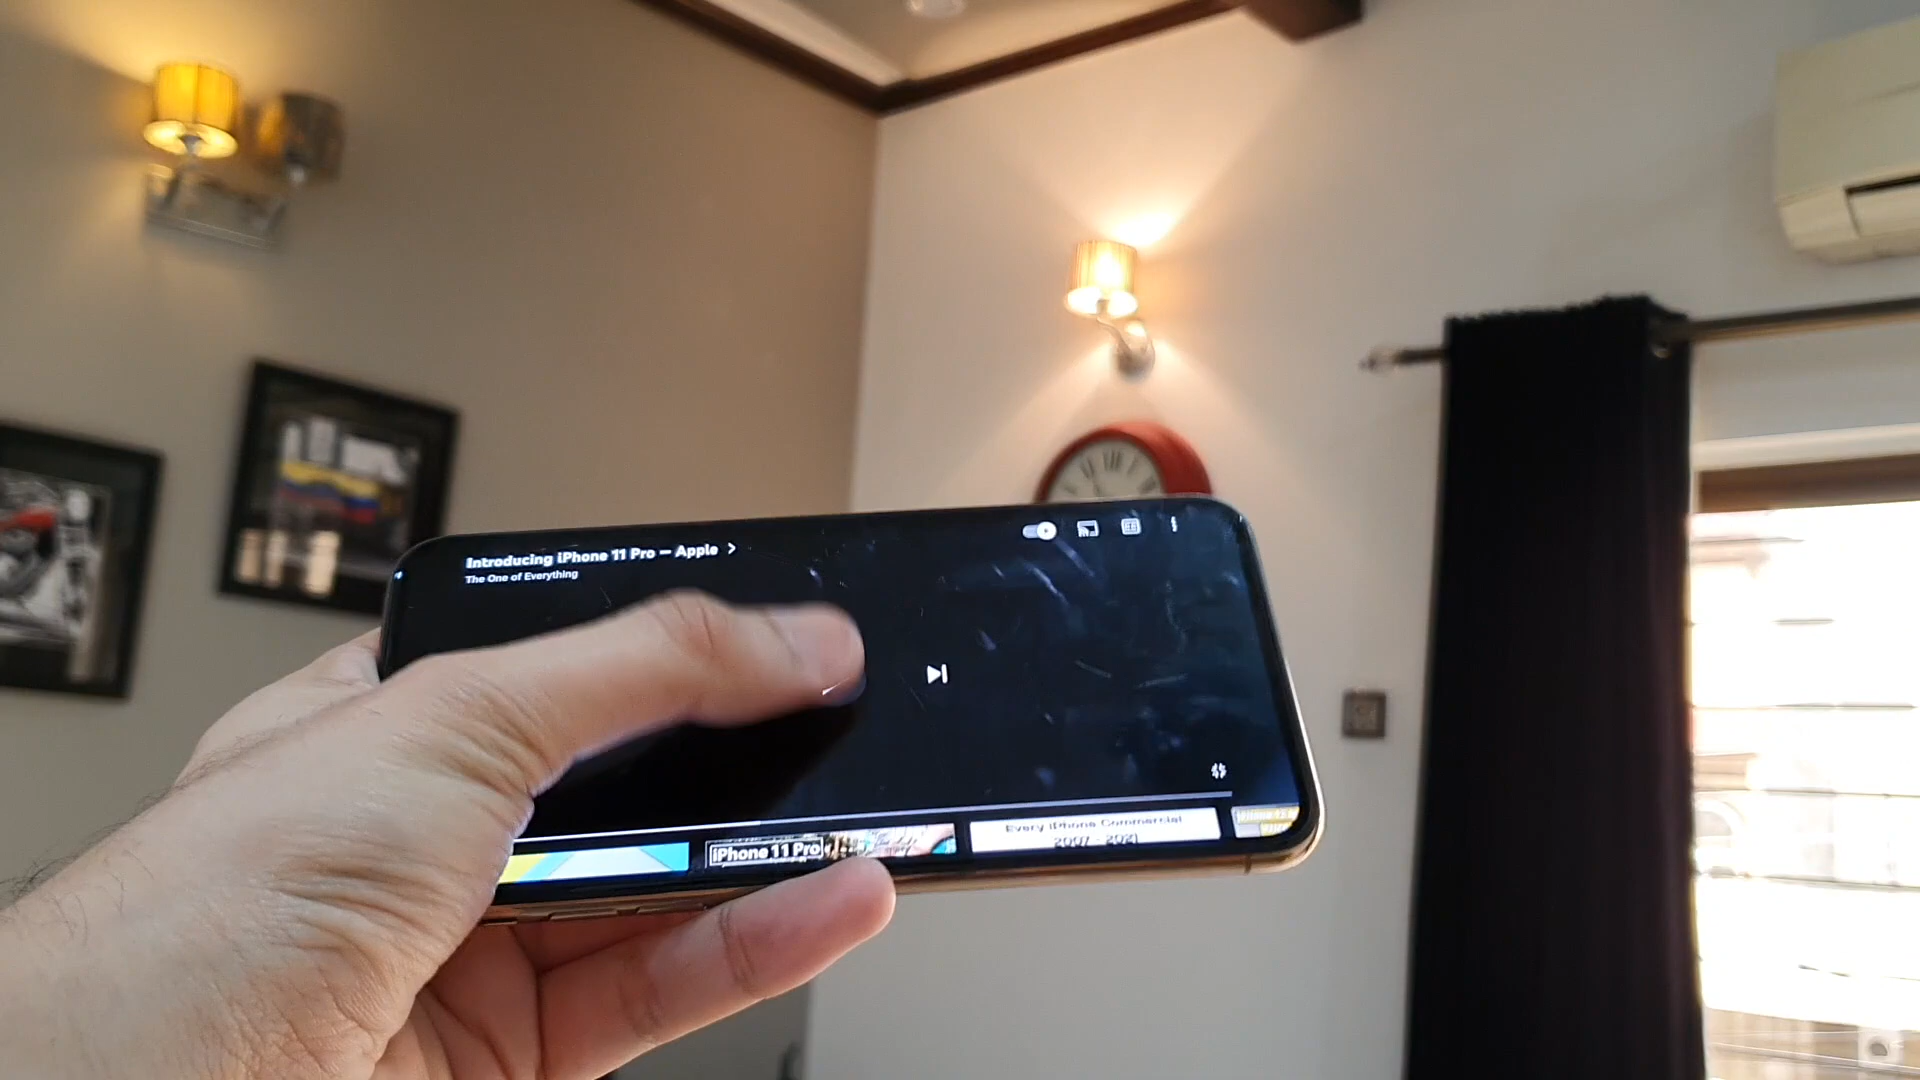 Introducing iPhone 11 Pro – Apple
The One of Everything
iPhone 11 Pro
Every iPhone Commercial
2007 - 2021